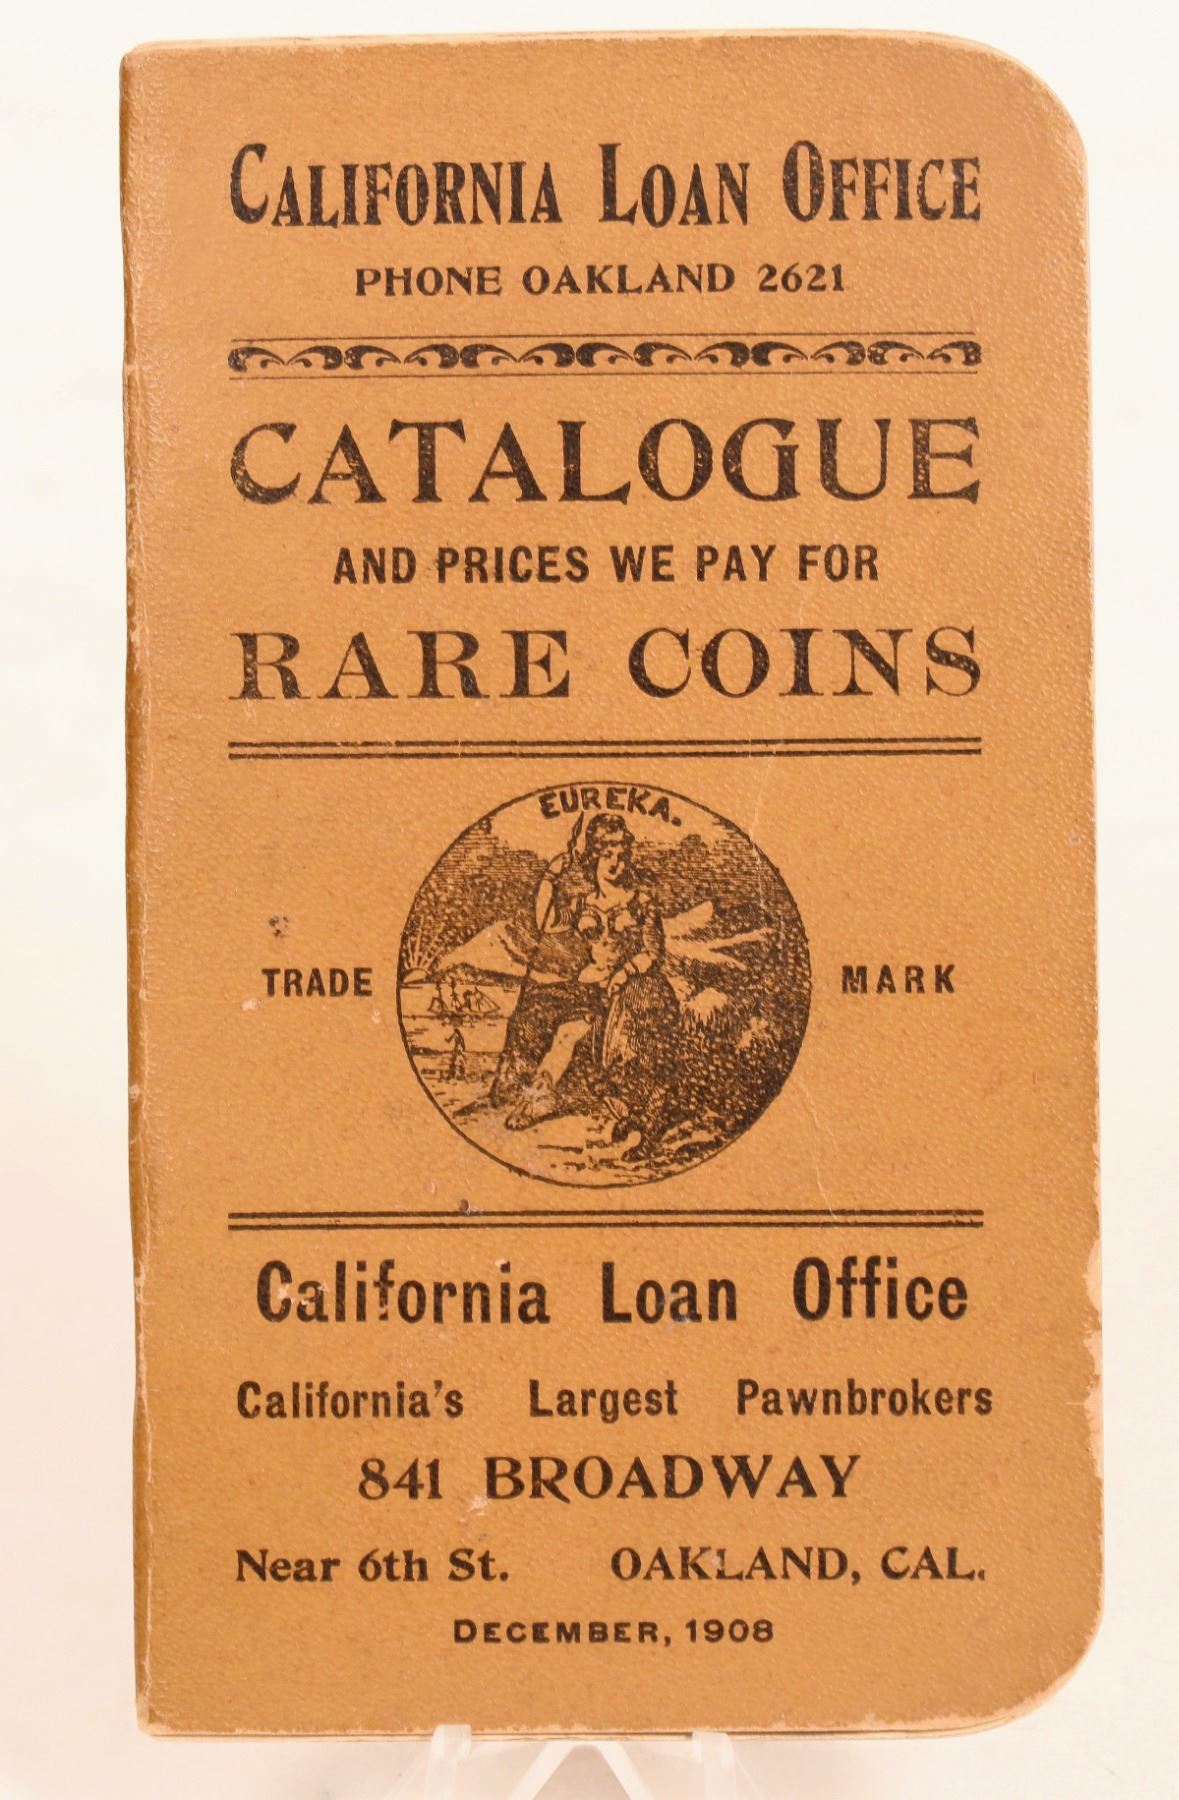 CALIFORNIA LOAN OFFICE
PHONE OAKLAND 2621
CATALOGUE
AND PRICES WE PAY FOR
RARE COINS
EUREKA.
TRADE MARK
California Loan Office
California's Largest Pawnbrokers
841 BROADWAY
Near 6th St. OAKLAND, CAL.
DECEMBER, 1908